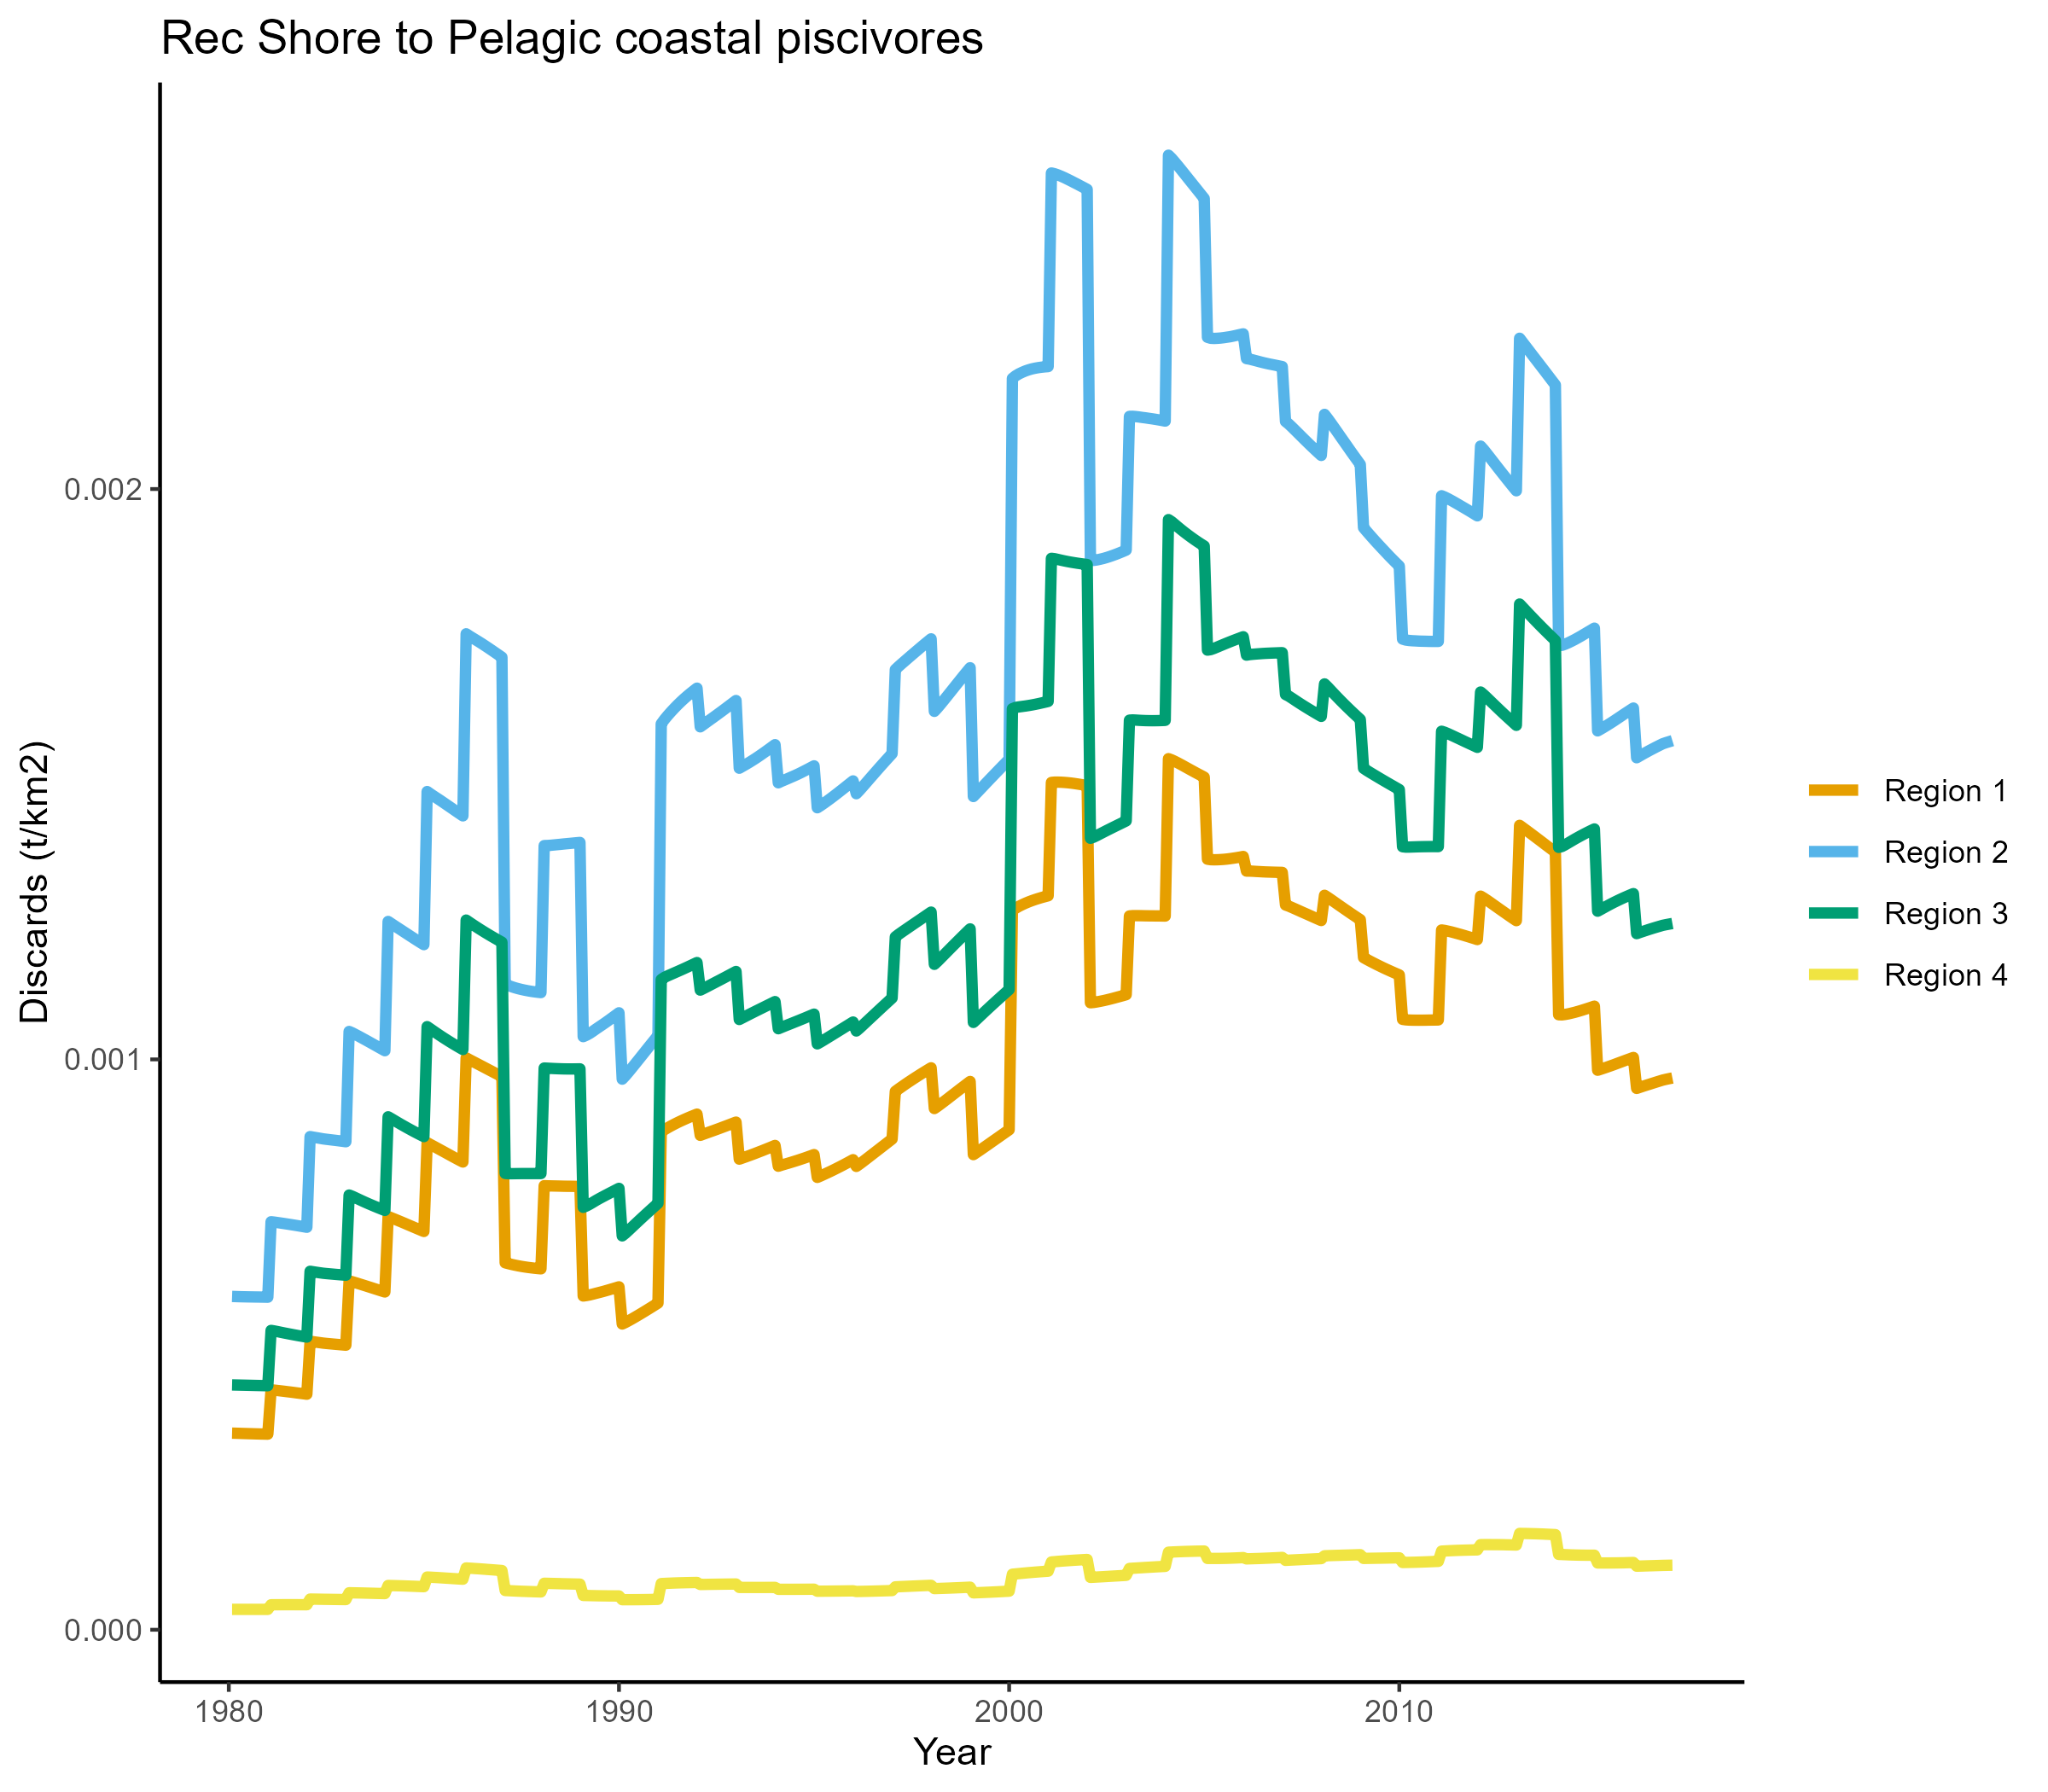 Rec Shore to Pelagic coastal piscivores
Discards (t/km2)
0.002
0.001
0.000
1980
1990
2000
2010
Year
Region 1
Region 2
Region 3
Region 4